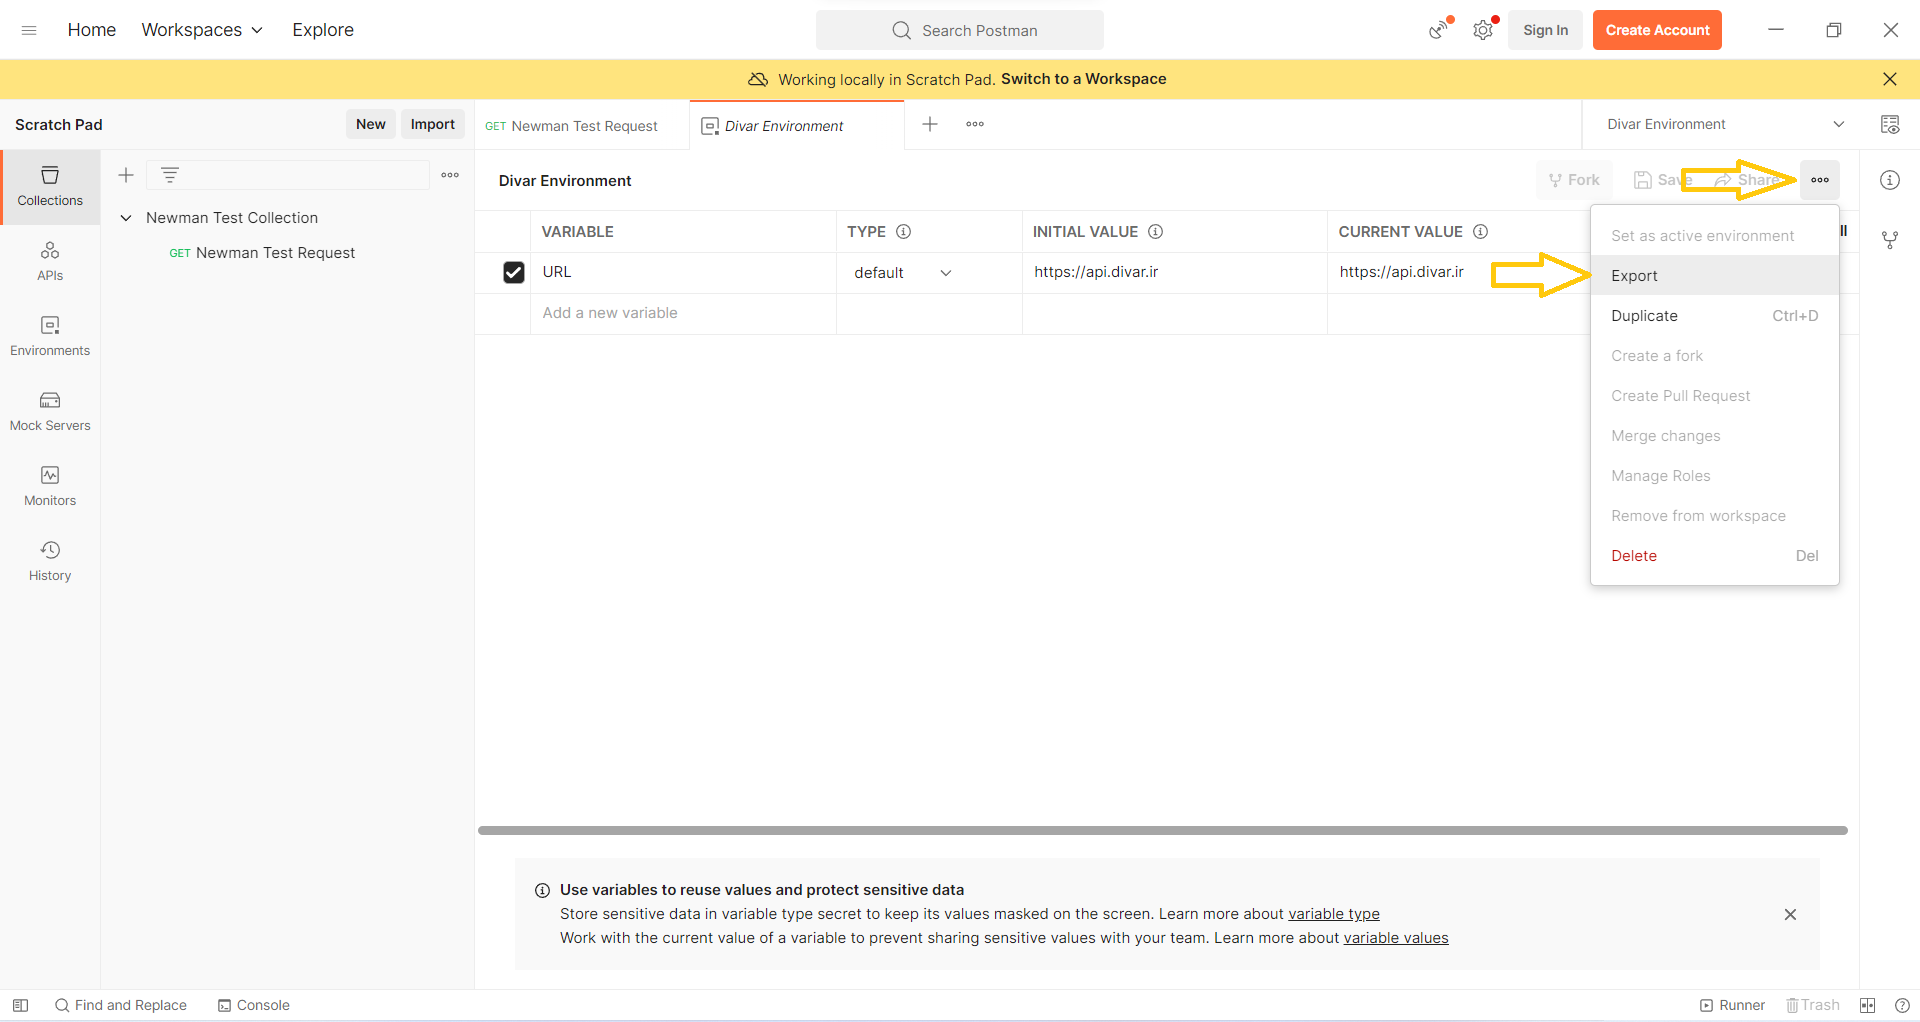 Home Workspaces Explore Search Postman Sign In Create Account
Working locally in Scratch Pad. Switch to a Workspace
Scratch Pad New Import
GET Newman Test Request Divar Environment Divar Environment
Collections
APIs
Environments
Mock Servers
Monitors
History
Newman Test Collection
GET Newman Test Request
Divar Environment Fork Save Share
VARIABLE TYPE INITIAL VALUE CURRENT VALUE
URL default https://api.divar.ir https://api.divar.ir
Add a new variable
Set as active environment
Export
Duplicate Ctrl+D
Create a fork
Create Pull Request
Merge changes
Manage Roles
Remove from workspace
Delete Del
Use variables to reuse values and protect sensitive data
Store sensitive data in variable type secret to keep its values masked on the screen. Learn more about variable type
Work with the current value of a variable to prevent sharing sensitive values with your team. Learn more about variable values
Find and Replace Console Runner Trash